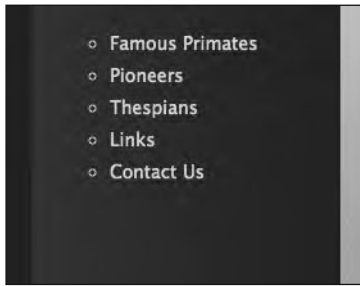 Famous Primates
Pioneers
Thespians
Links
Contact Us